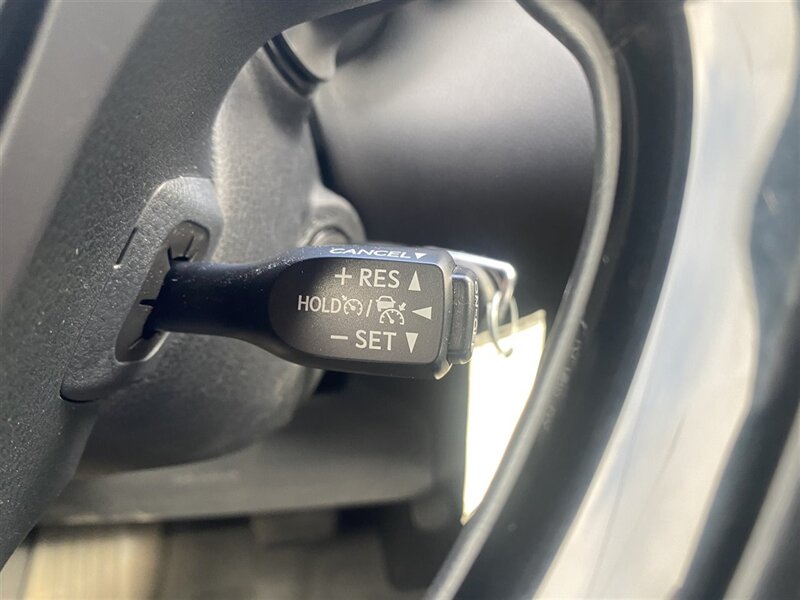 CANCEL▼
+ RES ▲
HOLD / ◀
− SET ▼